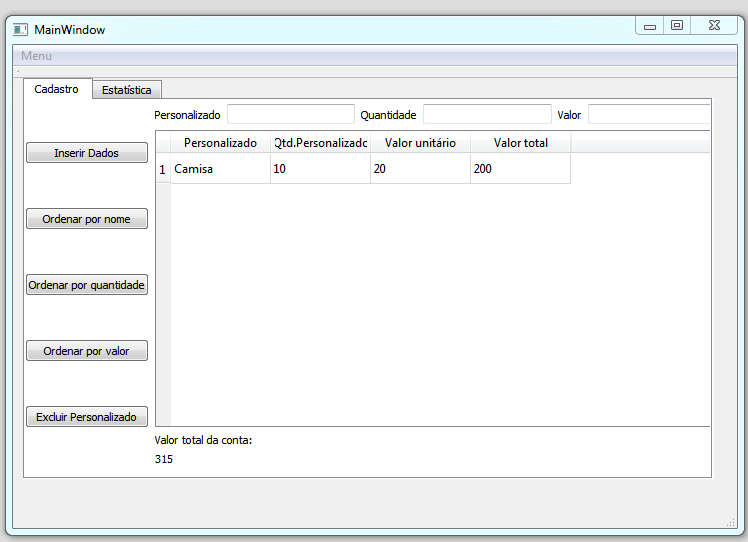 MainWindow
Menu
Cadastro Estatística
Personalizado Quantidade Valor
Personalizado Qtd.Personalizado Valor unitário Valor total
1 Camisa 10 20 200
Inserir Dados
Ordenar por nome
Ordenar por quantidade
Ordenar por valor
Excluir Personalizado
Valor total da conta:
315